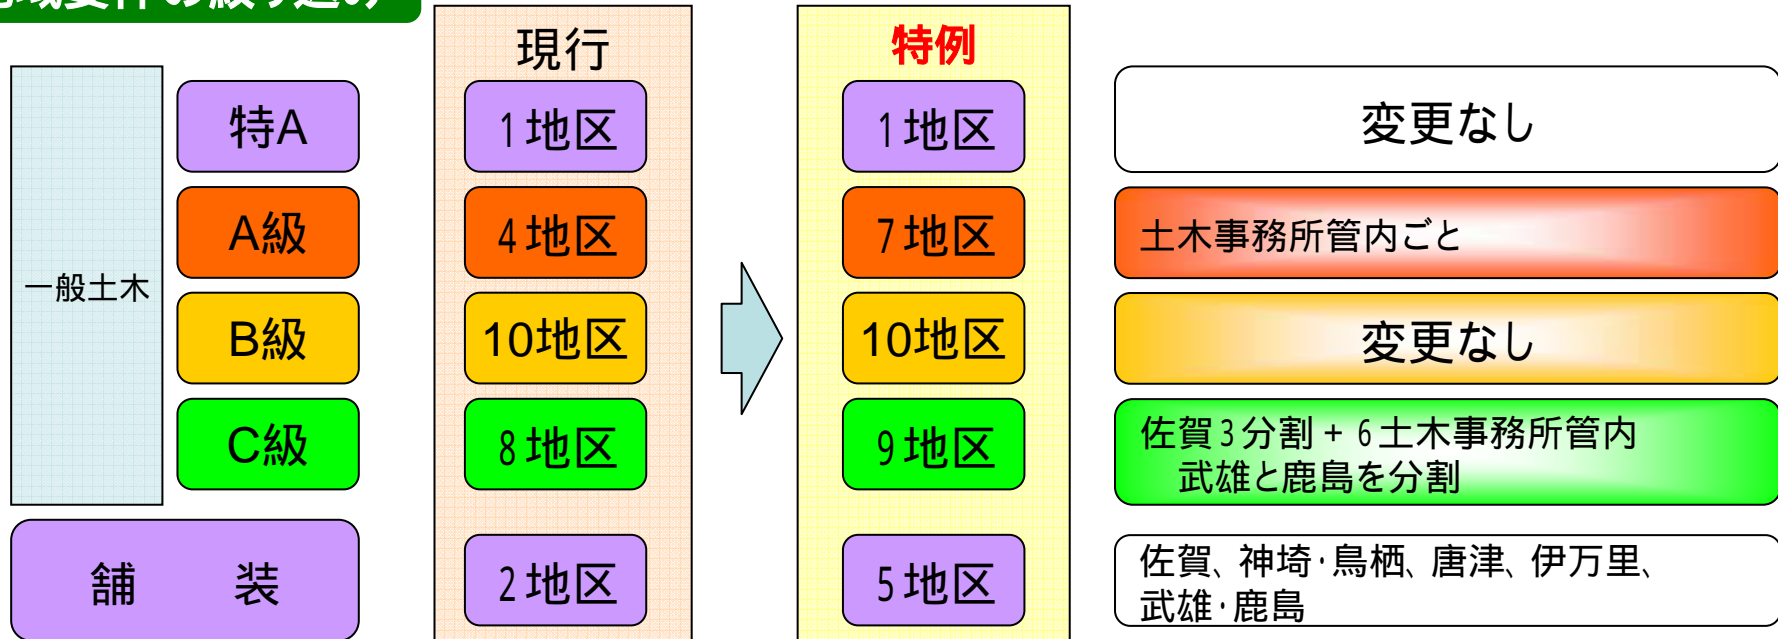 の絞り込み
現行
特例
一般土木
特A
1地区
1地区
変更なし
A級
4地区
7地区
土木事務所管内ごと
B級
10地区
10地区
変更なし
C級
8地区
9地区
佐賀3分割+6土木事務所管内
武雄と鹿島を分割
舗 装
2地区
5地区
佐賀、神埼・鳥栖、唐津、伊万里、
武雄・鹿島